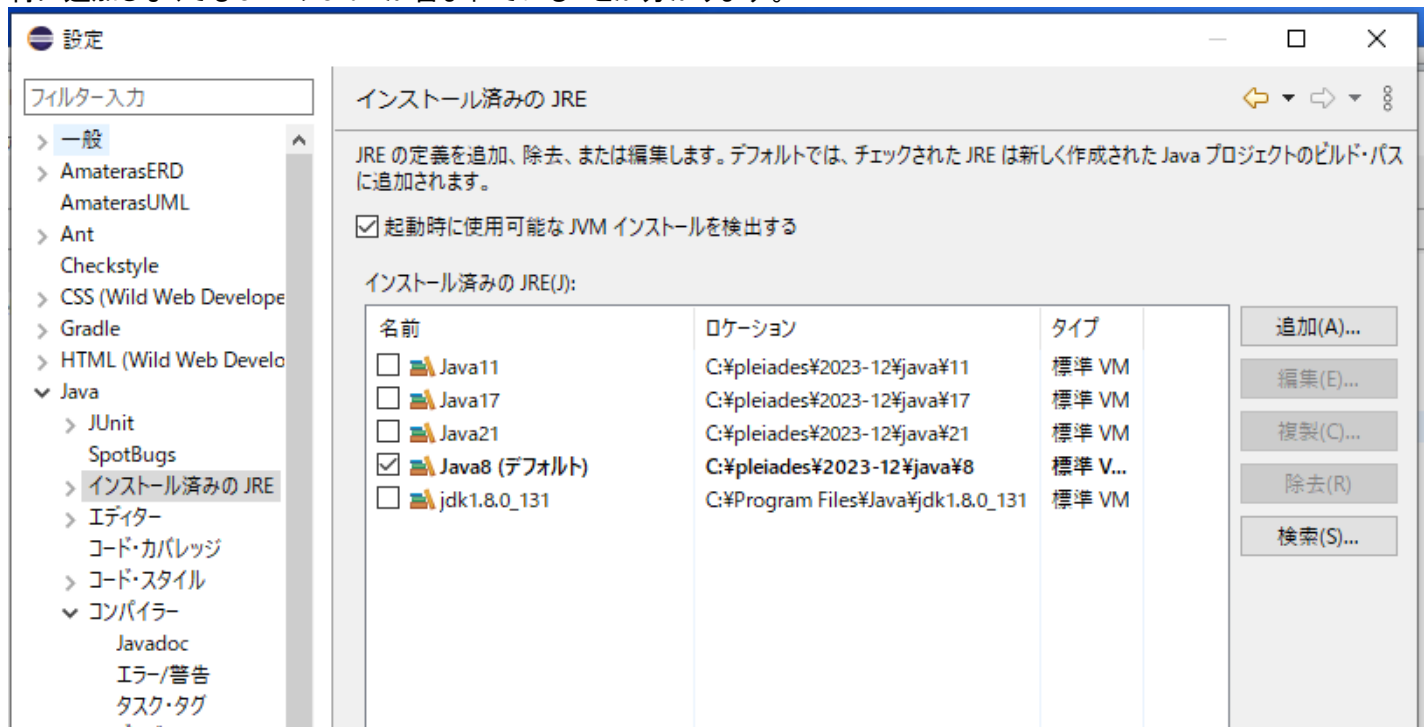 設定
フィルター入力
一般
AmaterasERD
AmaterasUML
Ant
Checkstyle
CSS (Wild Web Develope
Gradle
HTML (Wild Web Develo
Java
JUnit
SpotBugs
インストール済みの JRE
エディター
コード・カバレッジ
コード・スタイル
コンパイラー
Javadoc
エラー/警告
タスク・タグ
インストール済みの JRE
JRE の定義を追加、除去、または編集します。デフォルトでは、チェックされた JRE は新しく作成された Java プロジェクトのビルド・パス
に追加されます。
起動時に使用可能な JVM インストールを検出する
インストール済みの JRE(J):
名前 ロケーション タイプ
Java11 C:¥pleiades¥2023-12¥java¥11 標準 VM
Java17 C:¥pleiades¥2023-12¥java¥17 標準 VM
Java21 C:¥pleiades¥2023-12¥java¥21 標準 VM
Java8 (デフォルト) C:¥pleiades¥2023-12¥java¥8 標準 V...
jdk1.8.0_131 C:¥Program Files¥Java¥jdk1.8.0_131 標準 VM
追加(A)...
編集(E)...
複製(C)...
除去(R)
検索(S)...